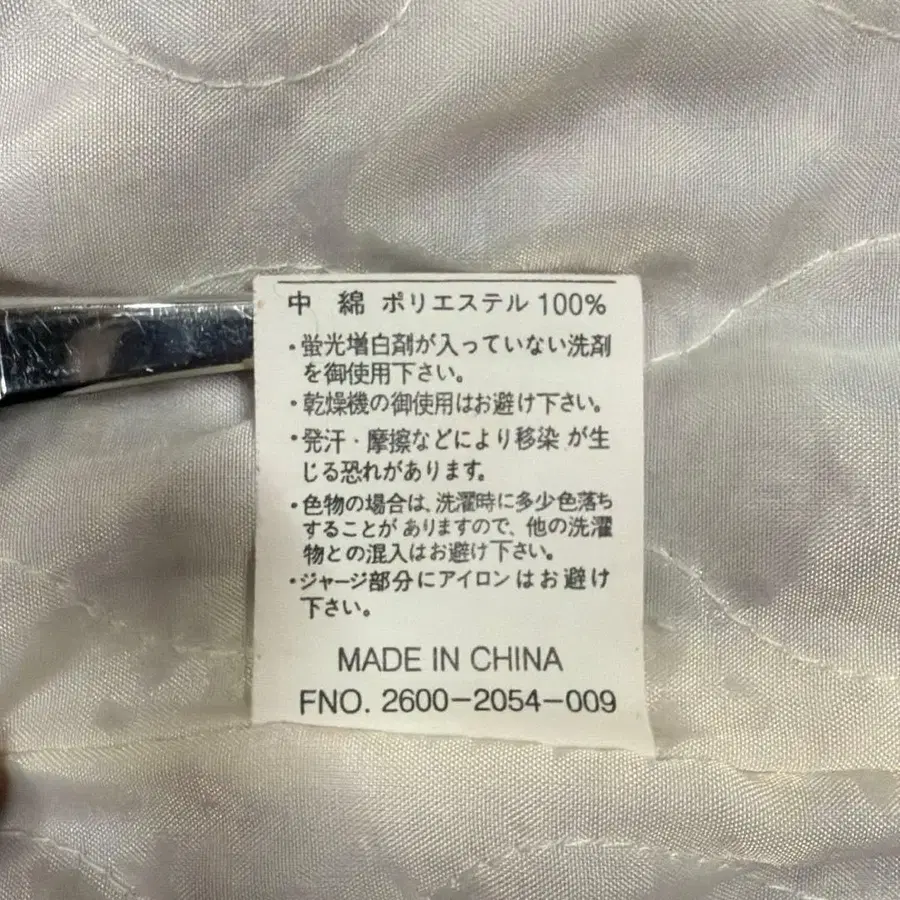 中 綿 ポリエステル 100%
・蛍光増白剤が入っていない洗剤
を御使用下さい。
・乾燥機の御使用はお避け下さい。
・発汗・摩擦などにより移染が生
じる恐れがあります。
・色物の場合は、洗濯時に多少色落ち
することがありますので、他の洗濯
物との混入はお避け下さい。
・ジャージ部分にアイロンはお避け
下さい。
MADE IN CHINA
FNO. 2600-2054-009